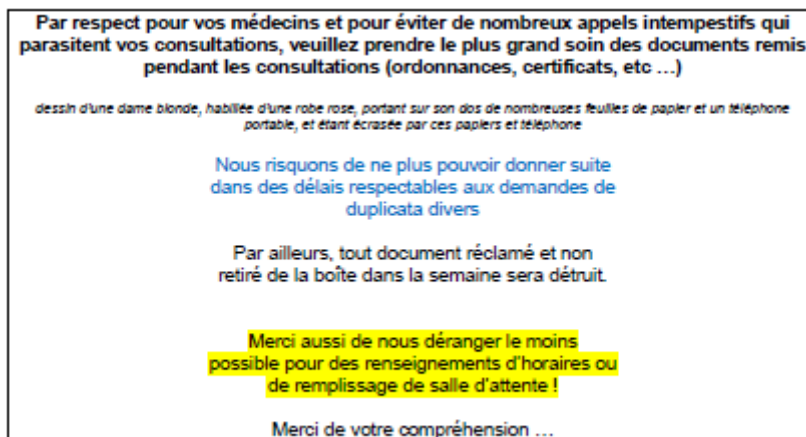 Par respect pour vos médecins et pour éviter de nombreux appels intempestifs qui
parasitent vos consultations, veuillez prendre le plus grand soin des documents remis
pendant les consultations (ordonnances, certificats, etc …)
dessin d'une dame blonde, habillée d'une robe rose, portant sur son dos de nombreuses feuilles de papier et un téléphone
portable, et étant écrasée par ces papiers et téléphone
Nous risquons de ne plus pouvoir donner suite
dans des délais respectables aux demandes de
duplicata divers
Par ailleurs, tout document réclamé et non
retiré de la boîte dans la semaine sera détruit.
Merci aussi de nous déranger le moins
possible pour des renseignements d'horaires ou
de remplissage de salle d'attente !
Merci de votre compréhension …